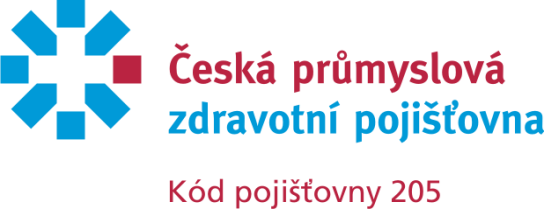 Česká průmyslová
zdravotní pojišťovna
Kód pojišťovny 205